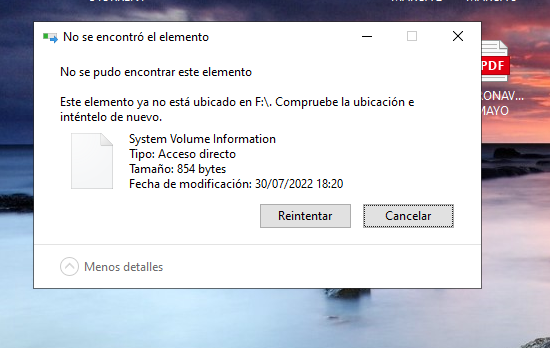 No se encontró el elemento
No se pudo encontrar este elemento
Este elemento ya no está ubicado en F:\. Compruebe la ubicación e
inténtelo de nuevo.
System Volume Information
Tipo: Acceso directo
Tamaño: 854 bytes
Fecha de modificación: 30/07/2022 18:20
Reintentar
Cancelar
Menos detalles
PDF
MAYO